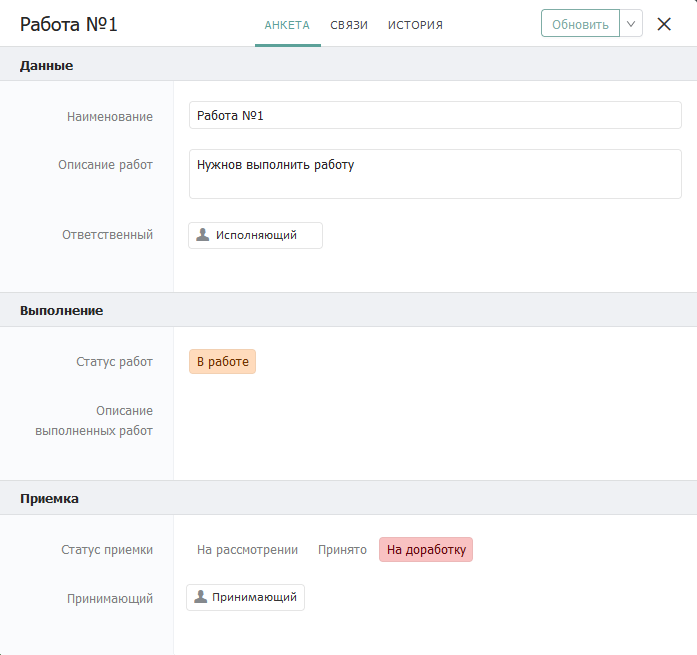 Работа №1
АНКЕТА СВЯЗИ ИСТОРИЯ
Обновить
Данные
Наименование
Работа №1
Описание работ
Нужнов выполнить работу
Ответственный
Исполняющий
Выполнение
Статус работ
В работе
Описание
выполненных работ
Приемка
Статус приемки
На рассмотрении Принято На доработку
Принимающий
Принимающий